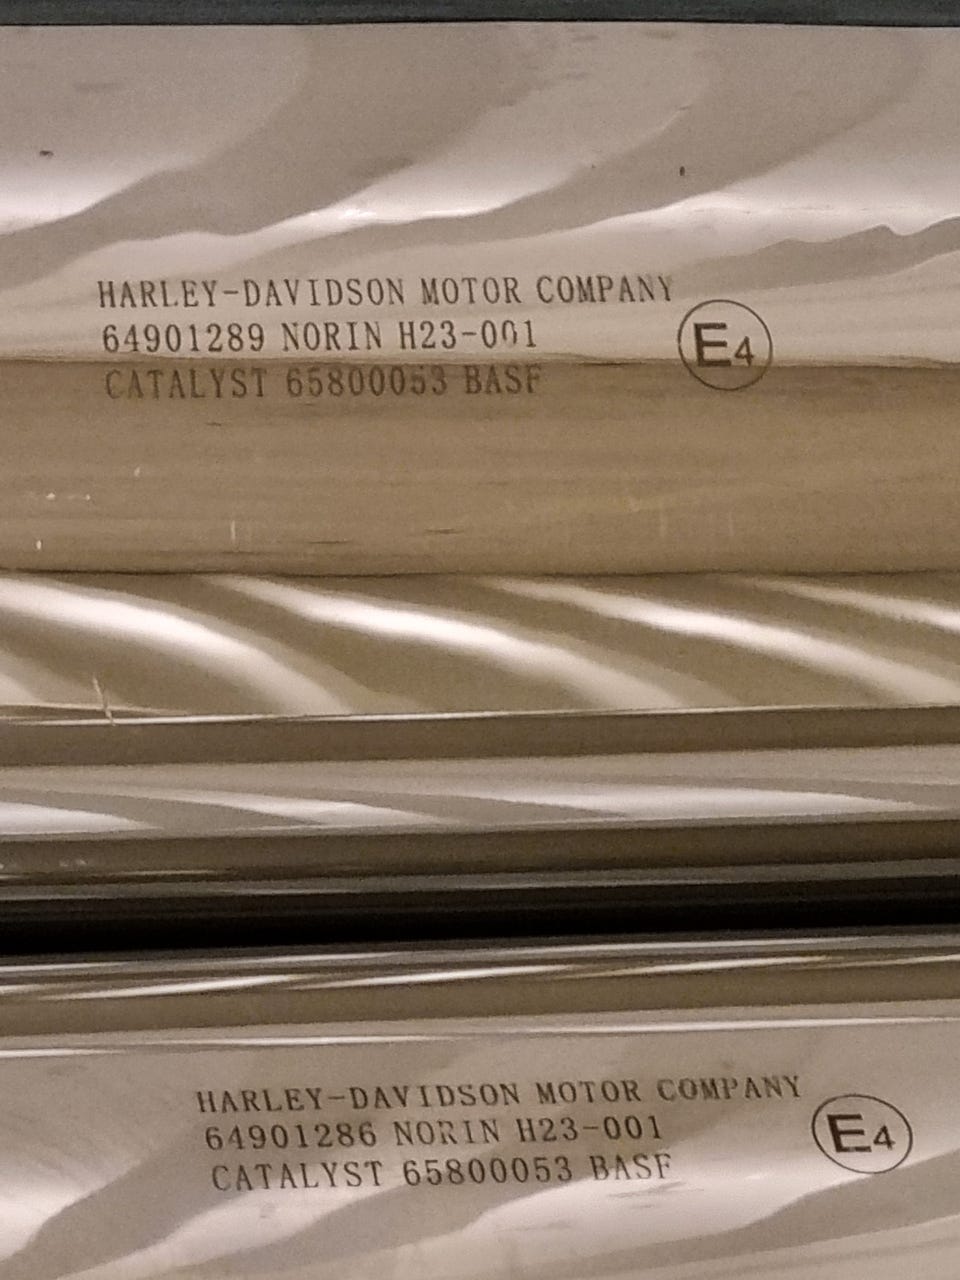 HARLEY-DAVIDSON MOTOR COMPANY
64901289 NORIN H23-001
CATALYST 65800053 BASF
E4
HARLEY-DAVIDSON MOTOR COMPANY
64901286 NORIN H23-001
CATALYST 65800053 BASF
E4